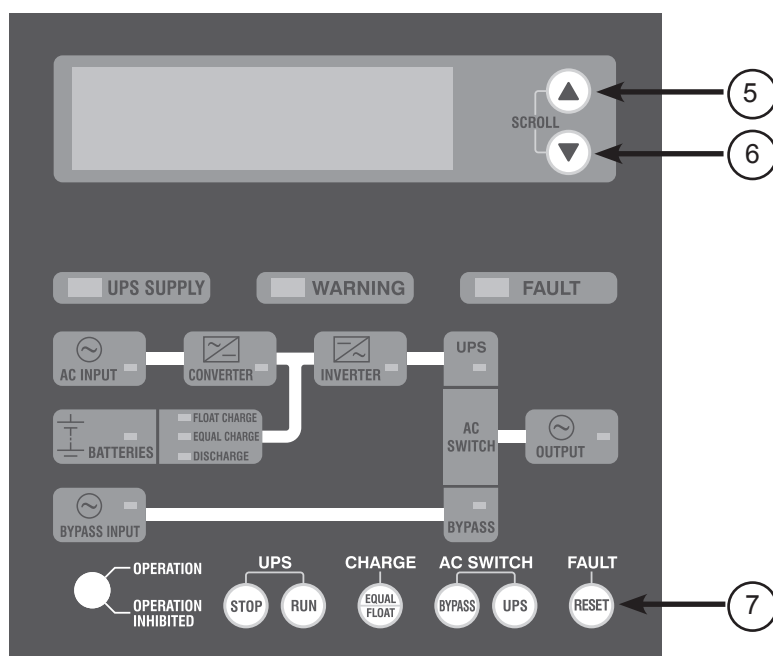 5
SCROLL
6
UPS SUPPLY
WARNING
FAULT
AC INPUT
CONVERTER
INVERTER
UPS
BATTERIES
FLOAT CHARGE
EQUAL CHARGE
DISCHARGE
AC
SWITCH
OUTPUT
BYPASS INPUT
BYPASS
OPERATION
OPERATION
INHIBITED
UPS
STOP
RUN
CHARGE
EQUAL
FLOAT
AC SWITCH
BYPASS
UPS
FAULT
RESET
7